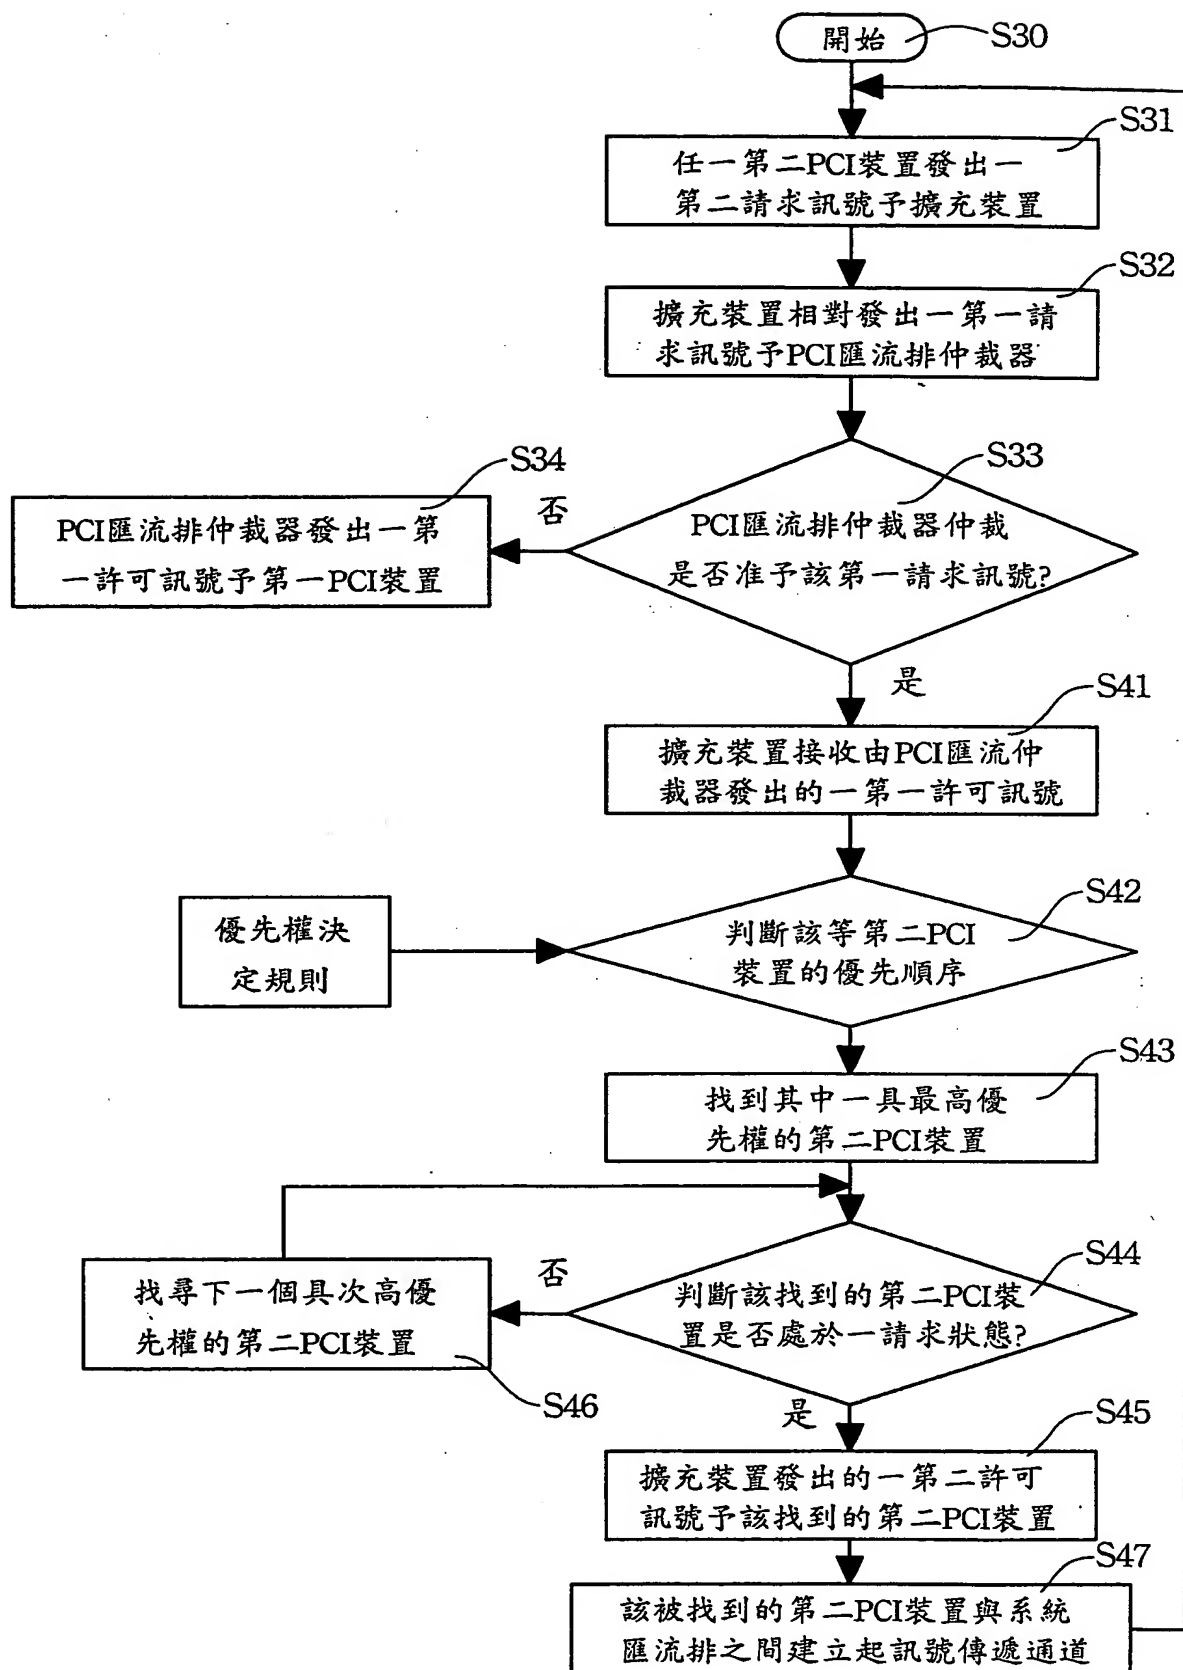 開始
S30
S31
任一第二PCI裝置發出一
第二請求訊號予擴充裝置
S32
擴充裝置相對發出一第一請
求訊號予PCI匯流排仲裁器
S33
PCI匯流排仲裁器仲裁
是否准予該第一請求訊號?
否
S34
PCI匯流排仲裁器發出一第
一許可訊號予第一PCI裝置
是
S41
擴充裝置接收由PCI匯流仲
裁器發出的一第一許可訊號
S42
判斷該等第二PCI
裝置的優先順序
優先權決
定規則
S43
找到其中一具最高優
先權的第二PCI裝置
S44
判斷該找到的第二PCI裝
置是否處於一請求狀態?
否
找尋下一個具次高優
先權的第二PCI裝置
S46
是
S45
擴充裝置發出的一第二許可
訊號予該找到的第二PCI裝置
S47
該被找到的第二PCI裝置與系統
匯流排之間建立起訊號傳遞通道